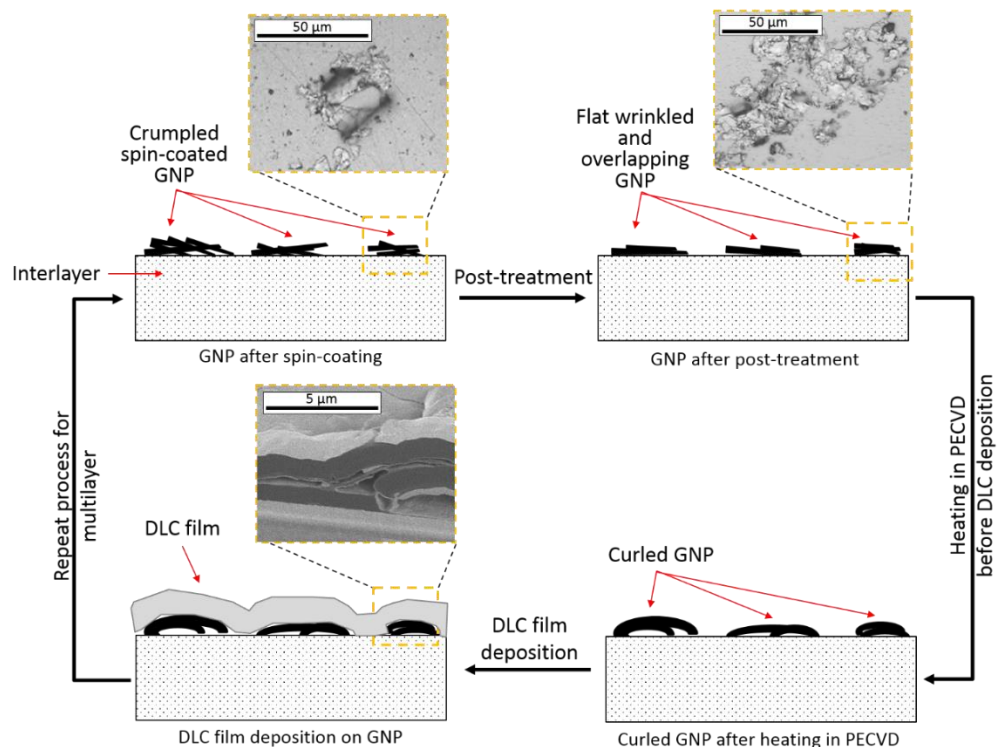 50 µm
50 µm
Crumpled
spin-coated
GNP
Flat wrinkled
and
overlapping
GNP
Interlayer
Post-treatment
GNP after spin-coating
GNP after post-treatment
Repeat process for
multilayer
Heating in PECVD
before DLC deposition
5 µm
DLC film
Curled GNP
DLC film
deposition
DLC film deposition on GNP
Curled GNP after heating in PECVD